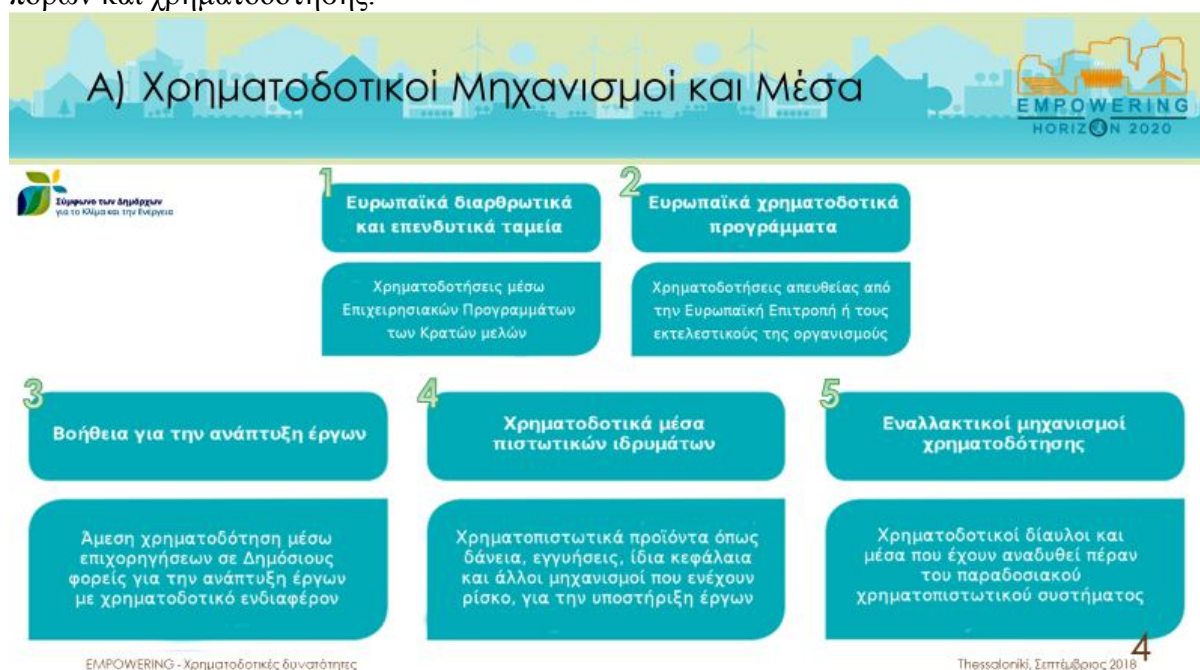 πόρων και χρηματοδότησης.
Α) Χρηματοδοτικοί Μηχανισμοί και Μέσα
EMPOWERING
HORIZON 2020
Σύμφωνο των Δημάρχων
για το Κλίμα και την Ενέργεια
1
Ευρωπαϊκά διαρθρωτικά
και επενδυτικά ταμεία
Χρηματοδοτήσεις μέσω
Επιχειρησιακών Προγραμμάτων
των Κρατών μελών
2
Ευρωπαϊκά χρηματοδοτικά
προγράμματα
Χρηματοδοτήσεις απευθείας από
την Ευρωπαϊκή Επιτροπή ή τους
εκτελεστικούς της οργανισμούς
3
Βοήθεια για την ανάπτυξη έργων
Άμεση χρηματοδότηση μέσω
επιχορηγήσεων σε Δημόσιους
φορείς για την ανάπτυξη έργων
με χρηματοδοτικό ενδιαφέρον
4
Χρηματοδοτικά μέσα
πιστωτικών ιδρυμάτων
Χρηματοπιστωτικά προϊόντα όπως
δάνεια, εγγυήσεις, ίδια κεφάλαια
και άλλοι μηχανισμοί που ενέχουν
ρίσκο, για την υποστήριξη έργων
5
Εναλλακτικοί μηχανισμοί
χρηματοδότησης
Χρηματοδοτικοί δίαυλοι και
μέσα που έχουν αναδυθεί πέραν
του παραδοσιακού
χρηματοπιστωτικού συστήματος
EMPOWERING - Χρηματοδοτικές δυνατότητες
Thessaloniki, Σεπτέμβριος 2018
4